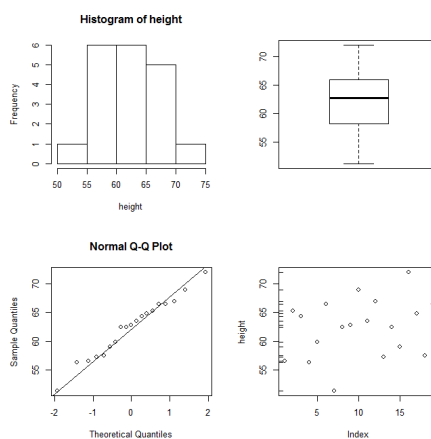 Histogram of height
Frequency
0 1 2 3 4 5 6
50 55 60 65 70 75
height
55 60 65 70
Normal Q-Q Plot
Sample Quantiles
55 60 65 70
-2 -1 0 1 2
Theoretical Quantiles
height
55 60 65 70
5 10 15
Index